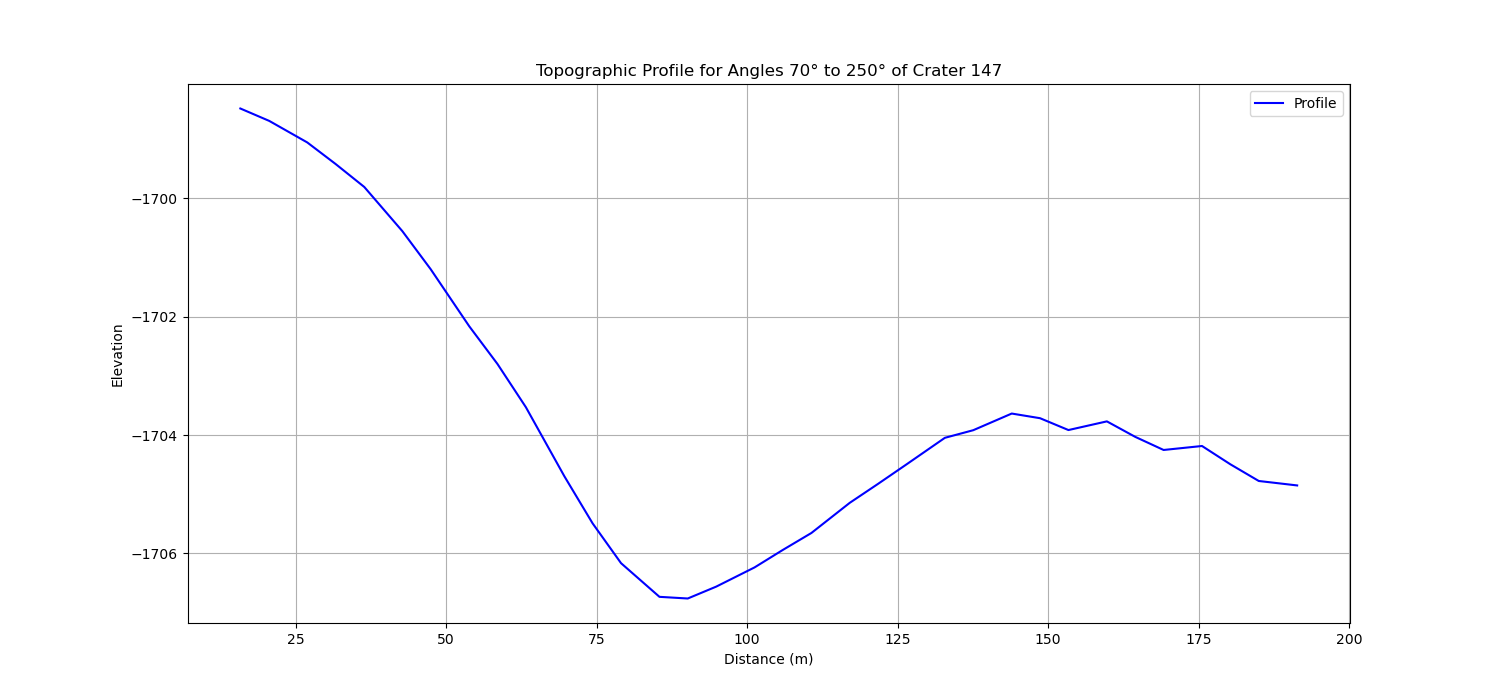 Topographic Profile for Angles 70° to 250° of Crater 147
Profile
Elevation
−1700
−1702
−1704
−1706
25 50 75 100 125 150 175 200
Distance (m)